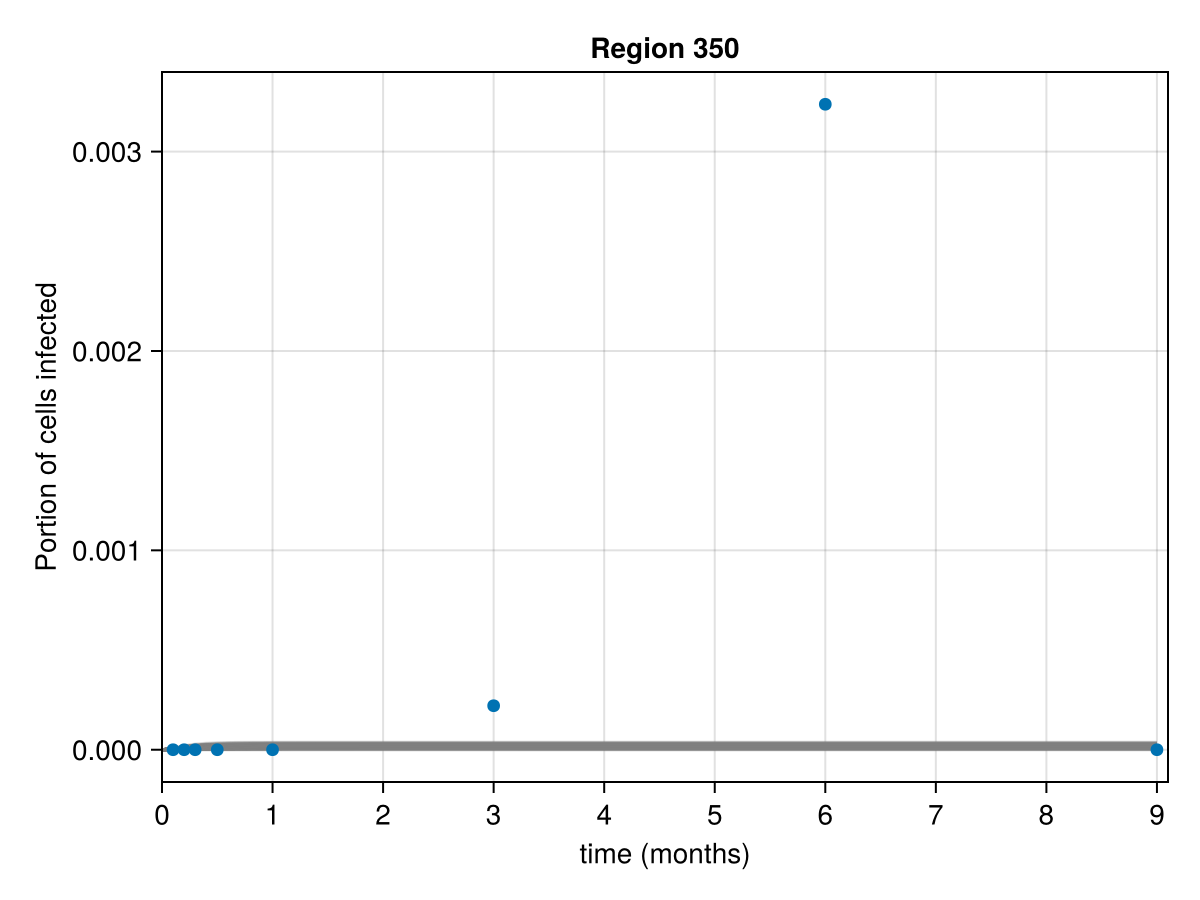 Region 350
Portion of cells infected
0.003
0.002
0.001
0.000
0 1 2 3 4 5 6 7 8 9
time (months)